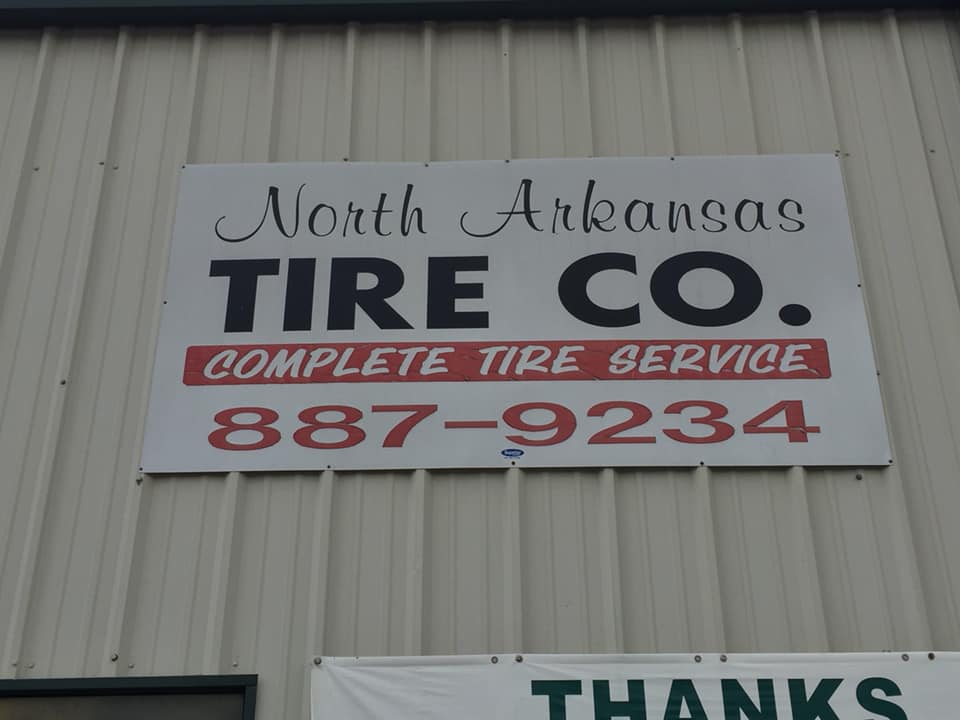 North Arkansas
TIRE CO.
COMPLETE TIRE SERVICE
887-9234
THANKS